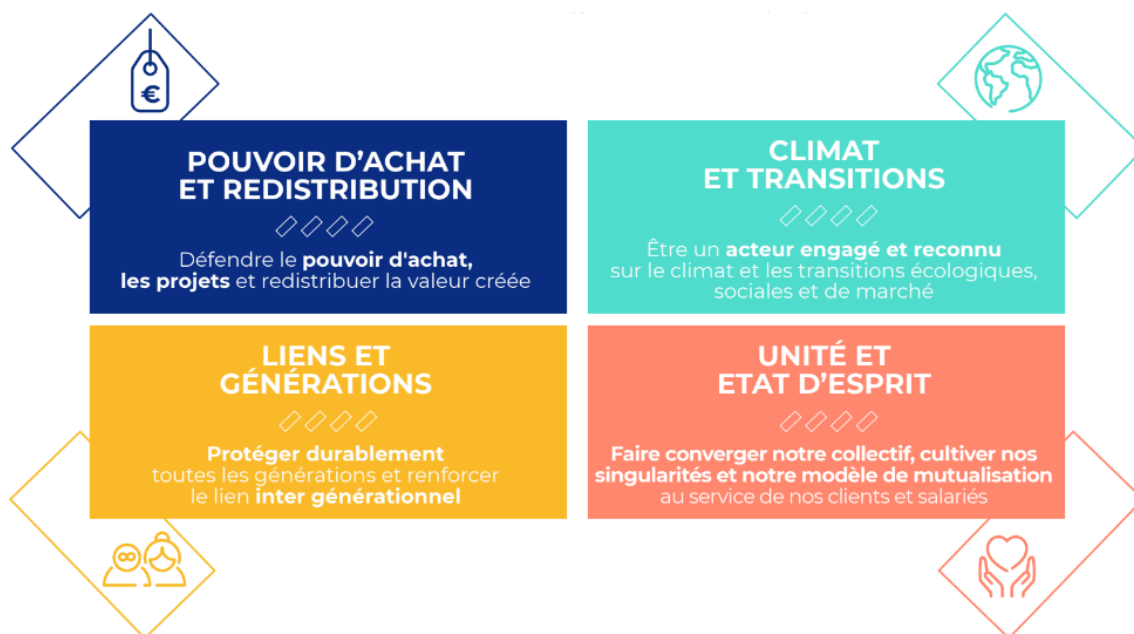 €
POUVOIR D’ACHAT
ET REDISTRIBUTION
Défendre le pouvoir d'achat,
les projets et redistribuer la valeur créée
CLIMAT
ET TRANSITIONS
Être un acteur engagé et reconnu
sur le climat et les transitions écologiques,
sociales et de marché
LIENS ET
GÉNÉRATIONS
Protéger durablement
toutes les générations et renforcer
le lien inter générationnel
UNITÉ ET
ETAT D’ESPRIT
Faire converger notre collectif, cultiver nos
singularités et notre modèle de mutualisation
au service de nos clients et salariés